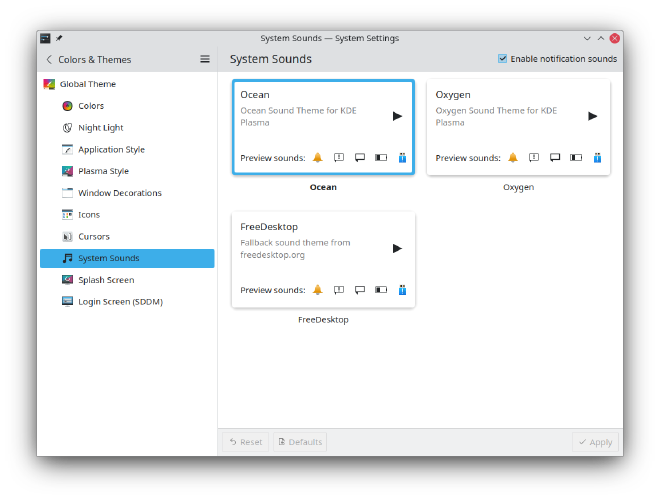 System Sounds — System Settings
Colors & Themes
System Sounds
Enable notification sounds
Global Theme
Colors
Night Light
Application Style
Plasma Style
Window Decorations
Icons
Cursors
System Sounds
Splash Screen
Login Screen (SDDM)
Ocean
Ocean Sound Theme for KDE
Plasma
Preview sounds:
Ocean
Oxygen
Oxygen Sound Theme for KDE
Plasma
Preview sounds:
Oxygen
FreeDesktop
Fallback sound theme from
freedesktop.org
Preview sounds:
FreeDesktop
Reset
Defaults
Apply